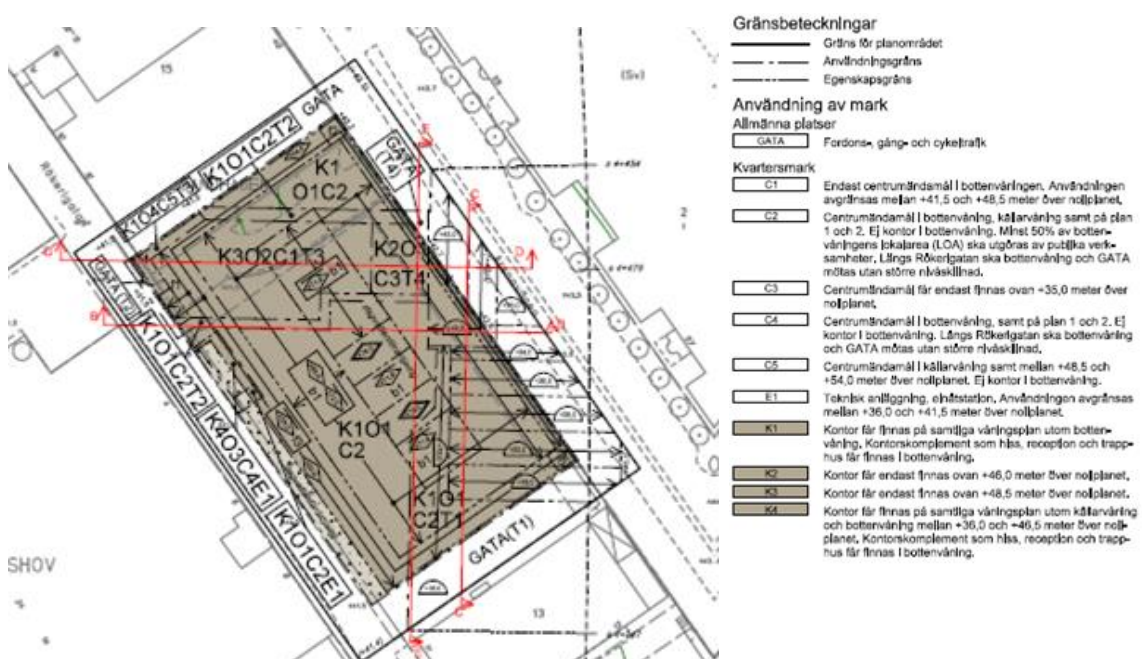 15
(Sv)
GATA
GATA
(T4)
K1O1C2T2
K1
O1C2
K1O4C5T3
Rökerigatan
K3O2C1T3
C3T4
2
K1O1C2T2
K1O1
C2
K4O3C4E1
K1O1
C2T1
K1O1C2E1
GATA(T1)
SHOV
13
Gränsbeteckningar
Gräns för planområdet
Användningsgräns
Egenskapsgräns
Användning av mark
Allmänna platser
GATA Fordons-, gång- och cykeltrafik
Kvartersmark
C1 Endast centrumändamål i bottenvåningen. Användningen
avgränsas mellan +41,5 och +48,5 meter över nollplanet.
C2 Centrumändamål i bottenvåning, källarvåning samt på plan
1 och 2. Ej kontor i bottenvåning. Minst 50% av botten-
våningens lokalarea (LOA) ska utgöras av publika verk-
samheter. Längs Rökerigatan ska bottenvåning och GATA
mötas utan större nivåskillnad.
C3 Centrumändamål får endast finnas ovan +35,0 meter över
nollplanet.
C4 Centrumändamål i bottenvåning, samt på plan 1 och 2. Ej
kontor i bottenvåning. Längs Rökerigatan ska bottenvåning
och GATA mötas utan större nivåskillnad.
C5 Centrumändamål i källarvåning samt mellan +48,5 och
+54,0 meter över nollplanet. Ej kontor i bottenvåning.
E1 Teknisk anläggning, elnätstation. Användningen avgränsas
mellan +36,0 och +41,5 meter över nollplanet.
K1 Kontor får finnas på samtliga våningsplan utom botten-
våning. Kontorskomplement som hiss, reception och trapp-
hus får finnas i bottenvåning.
K2 Kontor får endast finnas ovan +46,0 meter över nollplanet.
K3 Kontor får endast finnas ovan +48,5 meter över nollplanet.
K4 Kontor får finnas på samtliga våningsplan utom källarvåning
och bottenvåning mellan +36,0 och +46,5 meter över noll-
planet. Kontorskomplement som hiss, reception och trapp-
hus får finnas i bottenvåning.